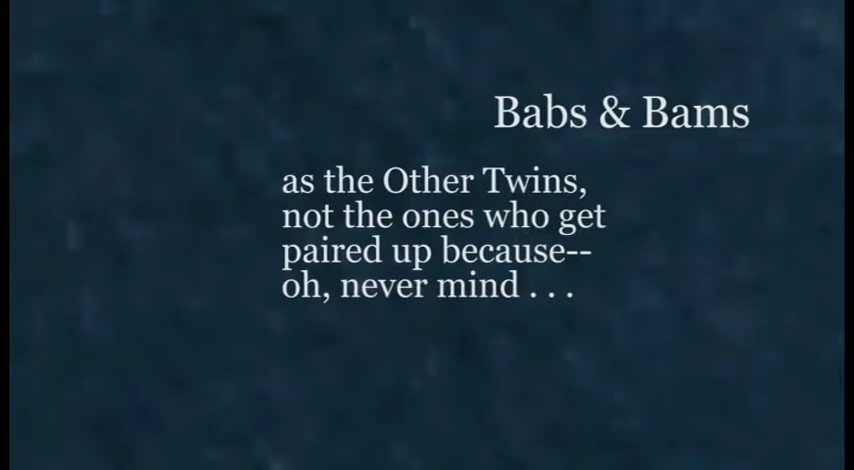 Babs & Bams
as the Other Twins,
not the ones who get
paired up because--
oh, never mind . . .